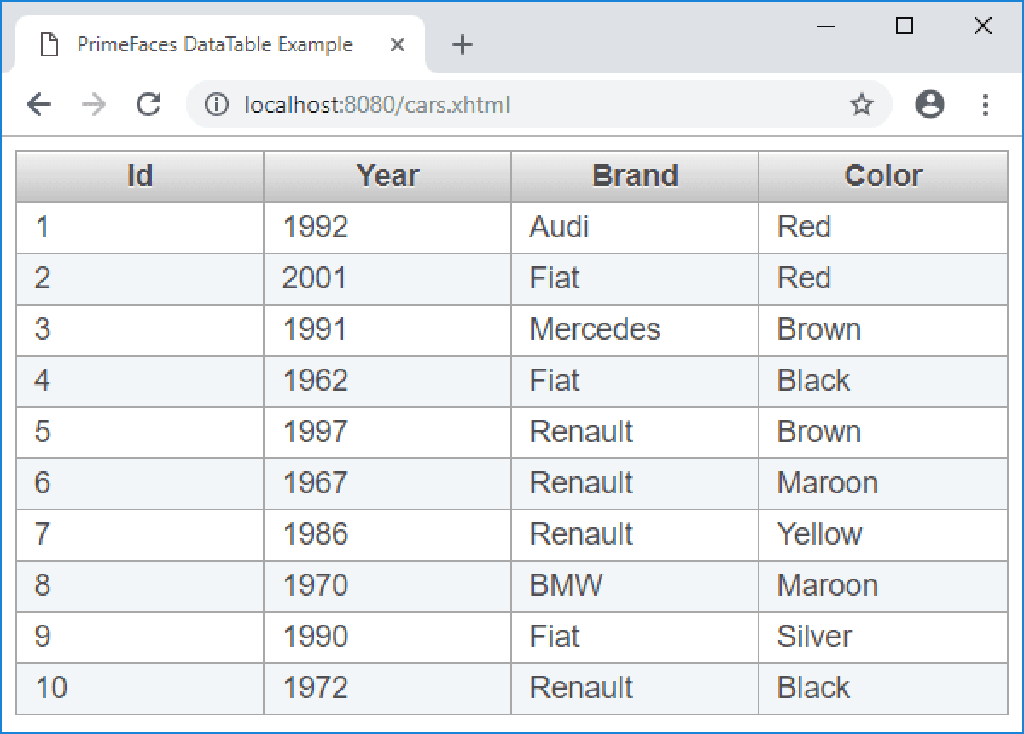 PrimeFaces DataTable Example
localhost:8080/cars.xhtml
Id Year Brand Color
1 1992 Audi Red
2 2001 Fiat Red
3 1991 Mercedes Brown
4 1962 Fiat Black
5 1997 Renault Brown
6 1967 Renault Maroon
7 1986 Renault Yellow
8 1970 BMW Maroon
9 1990 Fiat Silver
10 1972 Renault Black